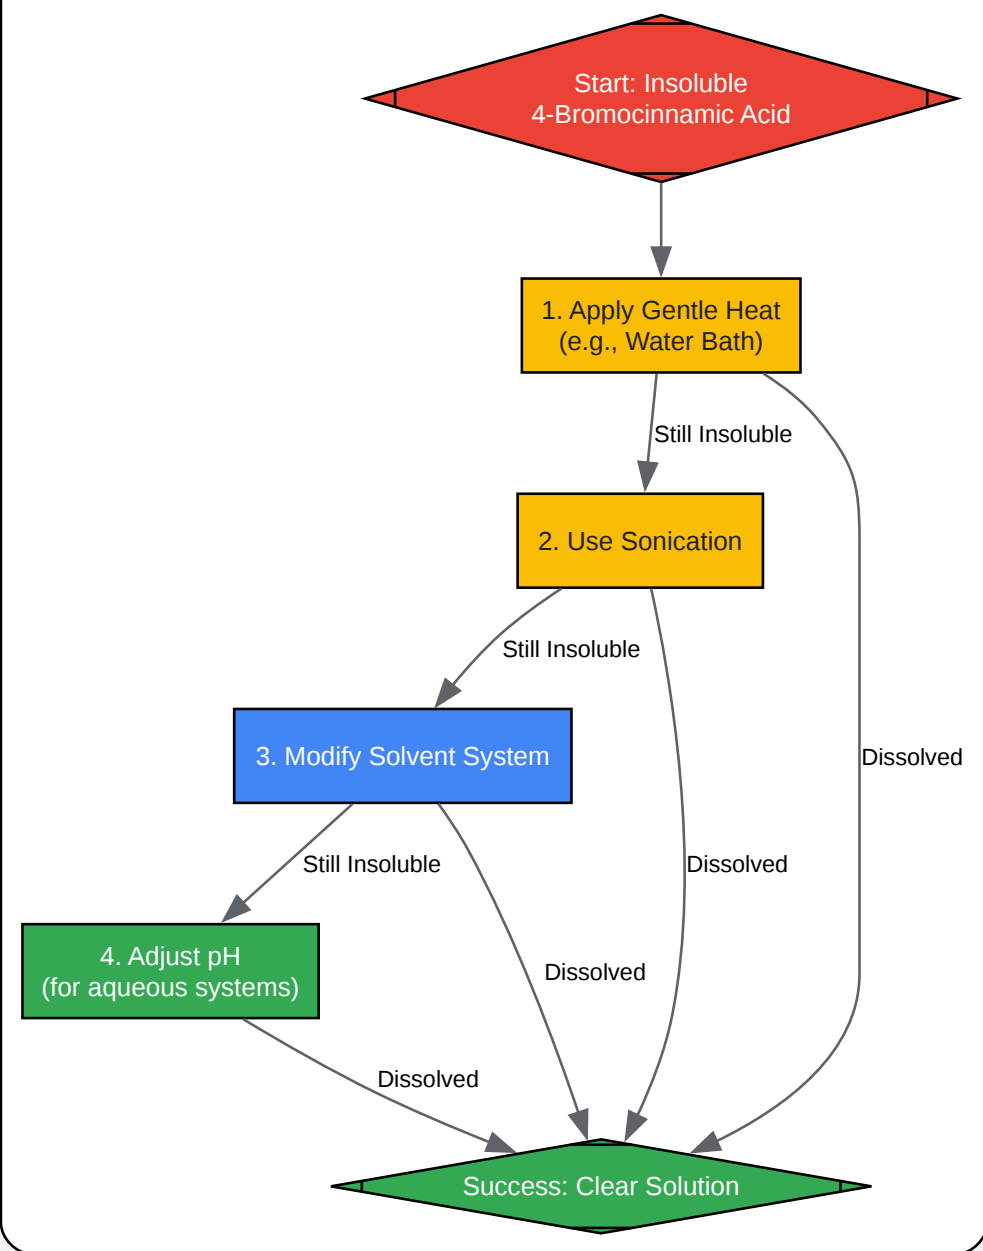 Start: Insoluble
4-Bromocinnamic Acid
1. Apply Gentle Heat
(e.g., Water Bath)
Still Insoluble
2. Use Sonication
Still Insoluble
3. Modify Solvent System
Dissolved
Still Insoluble
Dissolved
4. Adjust pH
(for aqueous systems)
Dissolved
Dissolved
Success: Clear Solution